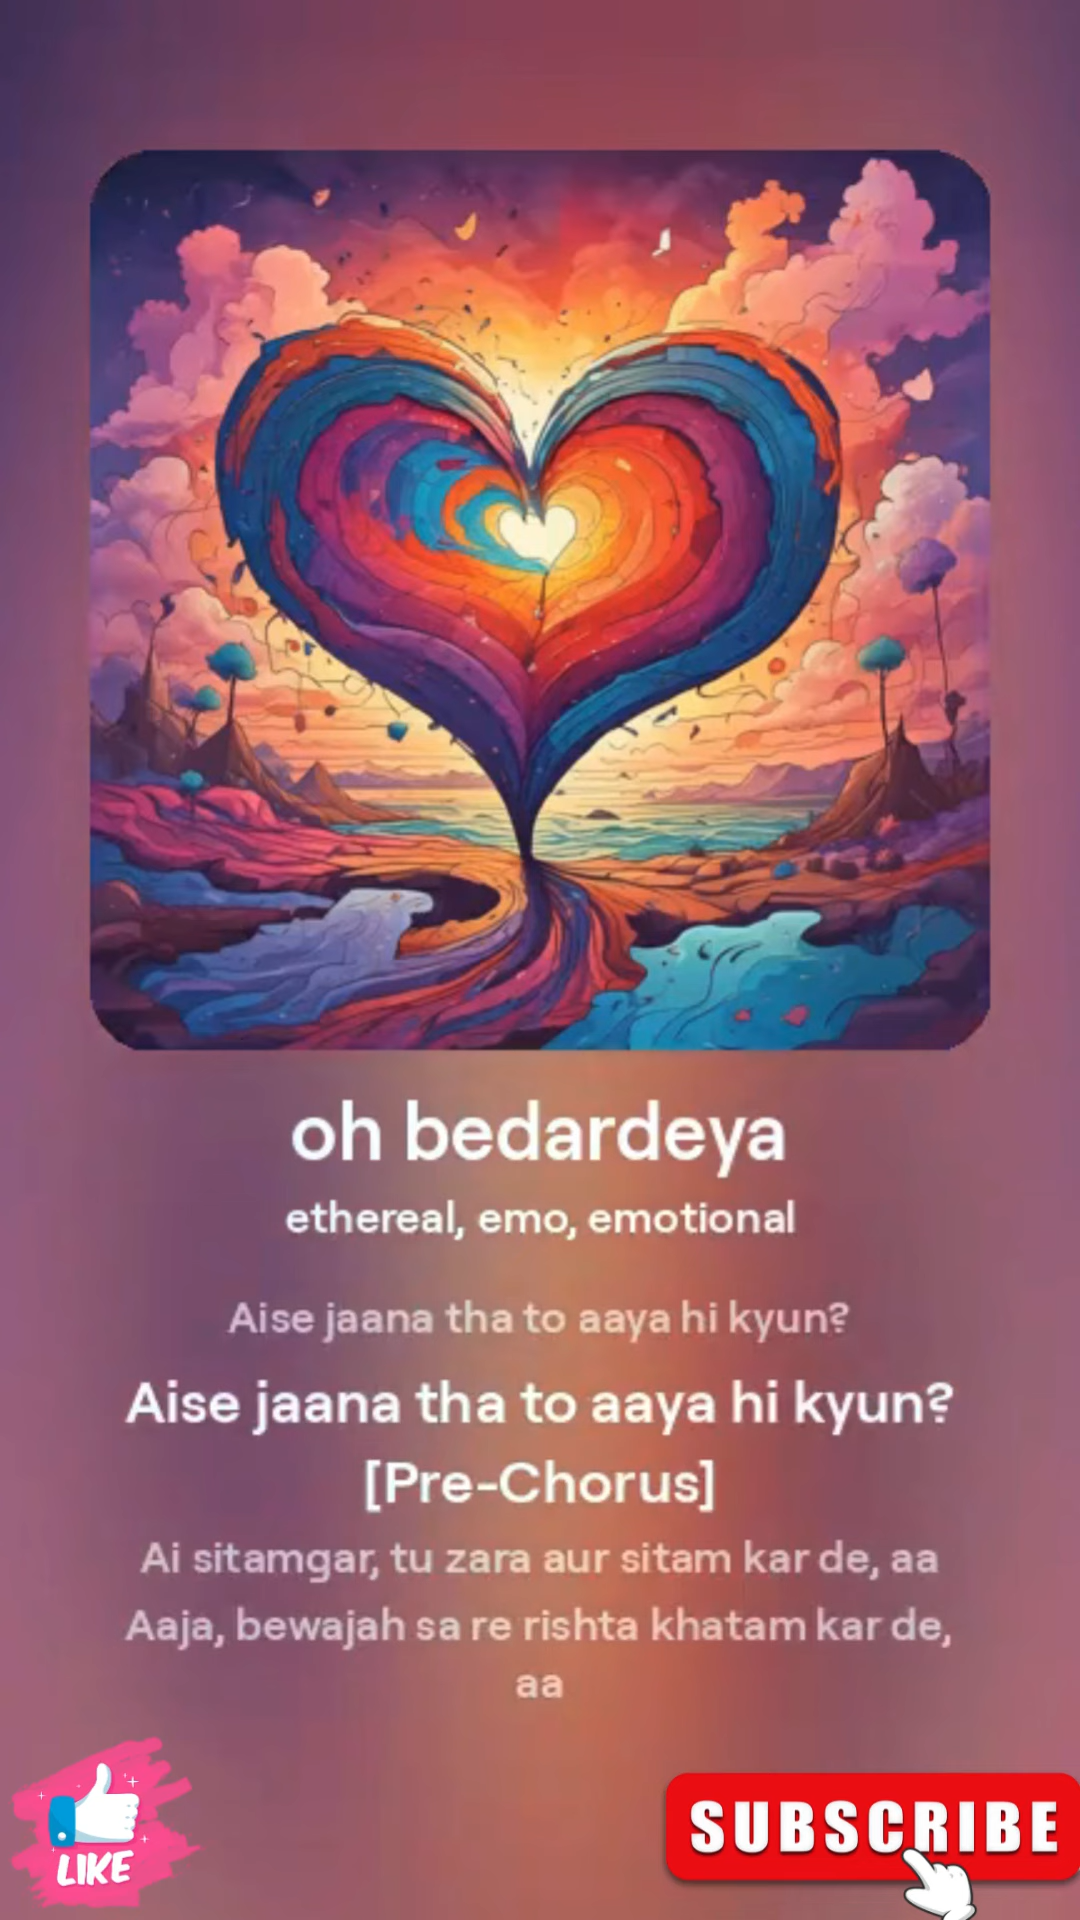 oh bedardeya
ethereal, emo, emotional
Aise jaana tha to aaya hi kyun?
Aise jaana tha to aaya hi kyun?
[Pre-Chorus]
Ai sitamgar, tu zara aur sitam kar de, aa
Aaja, bewajah sa re rishta khatam kar de,
aa
LIKE
SUBSCRIBE